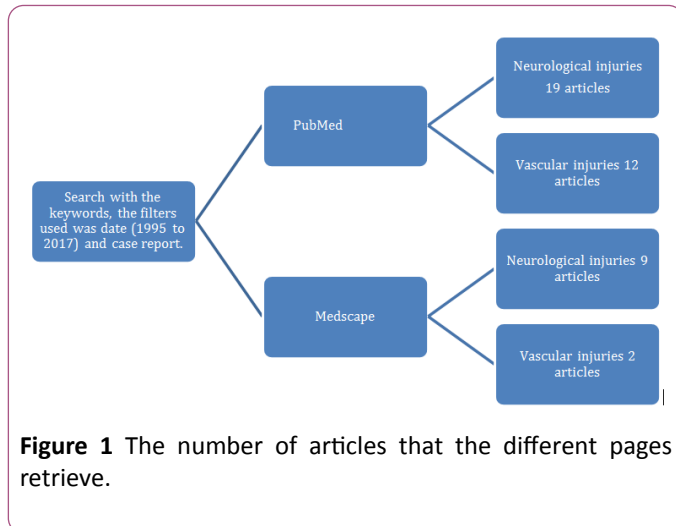 Search with the
keywords, the filters
used was date (1995 to
2017) and case report.
PubMed
Medscape
Neurological injuries
19 articles
Vascular injuries 12
articles
Neurological injuries 9
articles
Vascular injuries 2
articles
Figure 1 The number of articles that the different pages
retrieve.